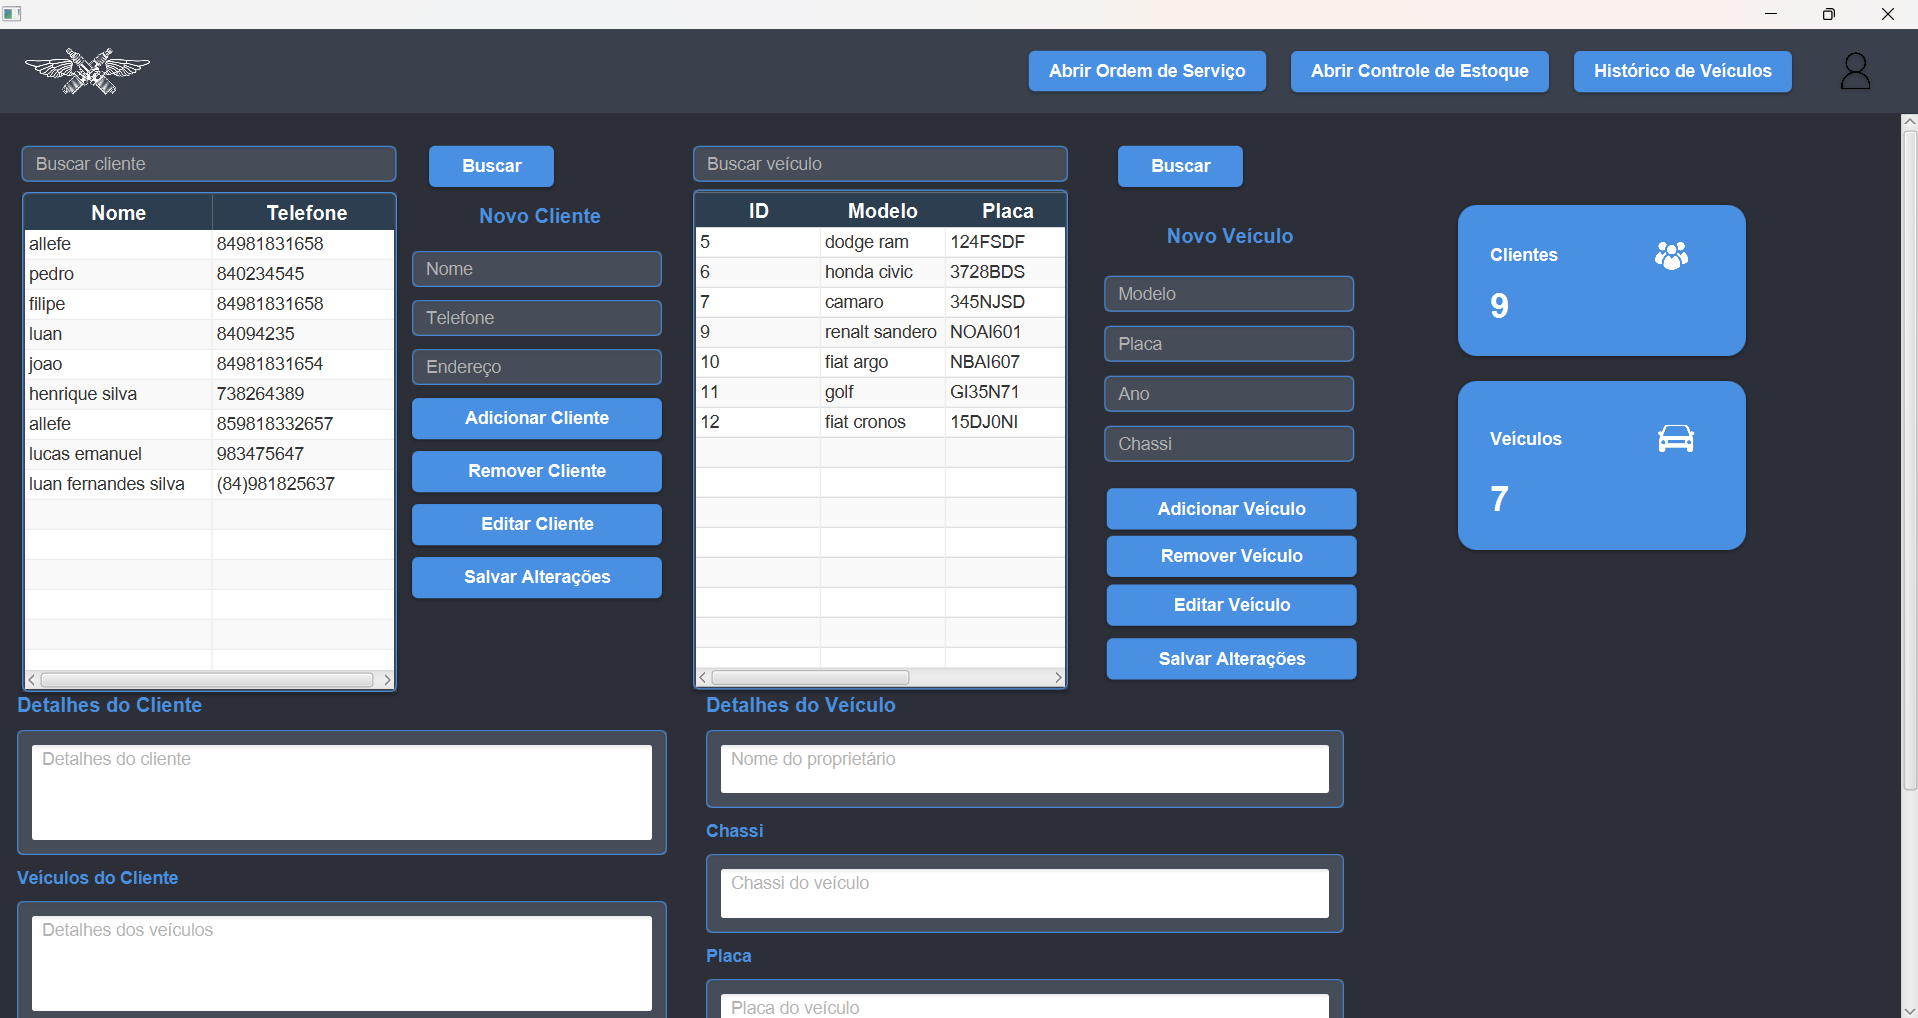 Abrir Ordem de Serviço
Abrir Controle de Estoque
Histórico de Veículos
Buscar cliente
Buscar
Nome Telefone
allefe 84981831658
pedro 840234545
filipe 84981831658
luan 84094235
joao 84981831654
henrique silva 738264389
allefe 859818332657
lucas emanuel 983475647
luan fernandes silva (84)981825637
Novo Cliente
Nome
Telefone
Endereço
Adicionar Cliente
Remover Cliente
Editar Cliente
Salvar Alterações
Buscar veículo
Buscar
ID Modelo Placa
5 dodge ram 124FSDF
6 honda civic 3728BDS
7 camaro 345NJSD
9 renalt sandero NOAI601
10 fiat argo NBAI607
11 golf GI35N71
12 fiat cronos 15DJ0NI
Novo Veículo
Modelo
Placa
Ano
Chassi
Adicionar Veículo
Remover Veículo
Editar Veículo
Salvar Alterações
Clientes
9
Veículos
7
Detalhes do Cliente
Detalhes do cliente
Veículos do Cliente
Detalhes dos veículos
Detalhes do Veículo
Nome do proprietário
Chassi
Chassi do veículo
Placa
Placa do veículo